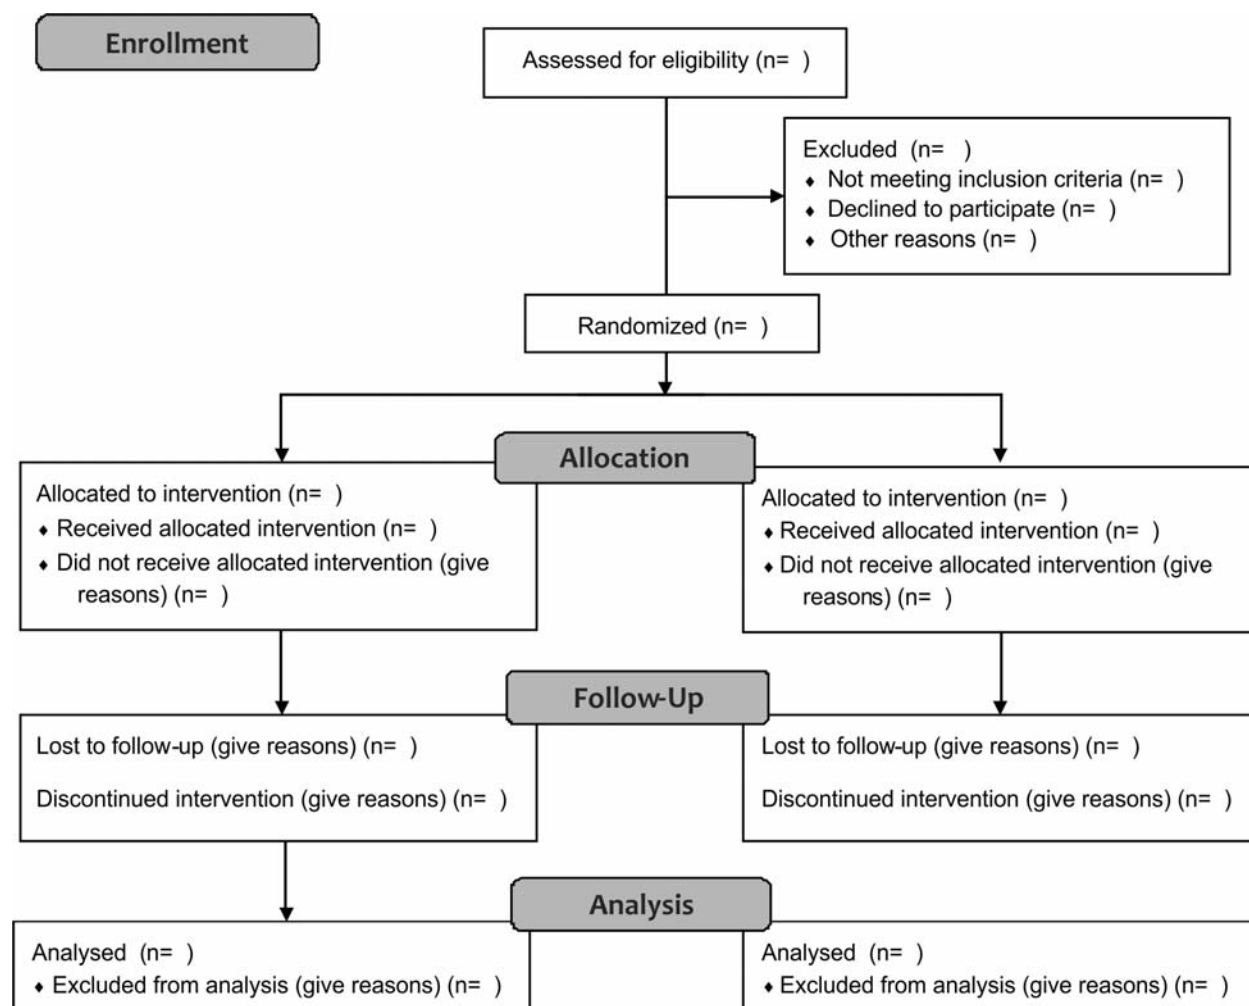 Enrollment
Assessed for eligibility (n= )
Excluded (n= )
♦ Not meeting inclusion criteria (n= )
♦ Declined to participate (n= )
♦ Other reasons (n= )
Randomized (n= )
Allocation
Allocated to intervention (n= )
♦ Received allocated intervention (n= )
♦ Did not receive allocated intervention (give
reasons) (n= )
Allocated to intervention (n= )
♦ Received allocated intervention (n= )
♦ Did not receive allocated intervention (give
reasons) (n= )
Follow-Up
Lost to follow-up (give reasons) (n= )
Discontinued intervention (give reasons) (n= )
Lost to follow-up (give reasons) (n= )
Discontinued intervention (give reasons) (n= )
Analysis
Analysed (n= )
♦ Excluded from analysis (give reasons) (n= )
Analysed (n= )
♦ Excluded from analysis (give reasons) (n= )